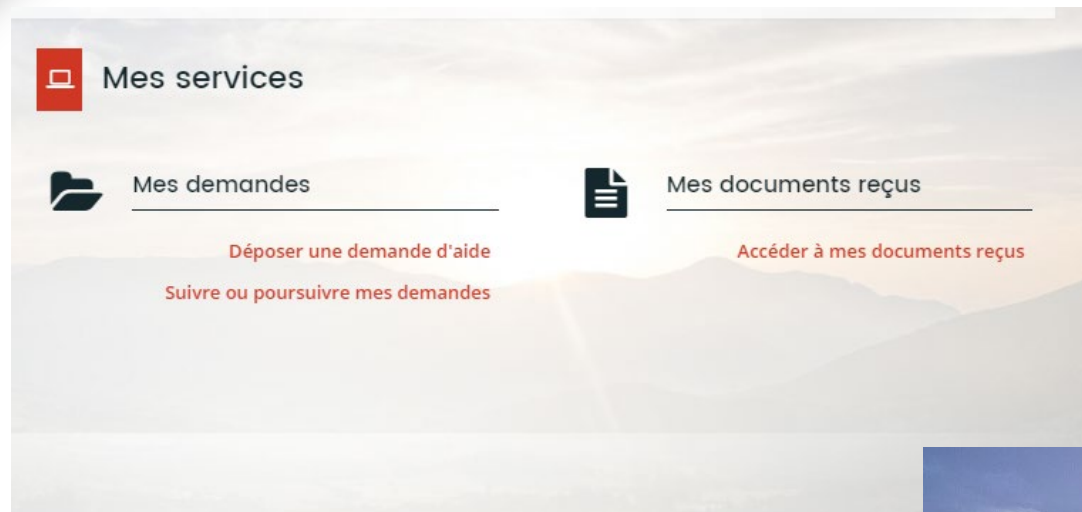 Mes services
Mes demandes
Déposer une demande d'aide
Suivre ou poursuivre mes demandes
Mes documents reçus
Accéder à mes documents reçus